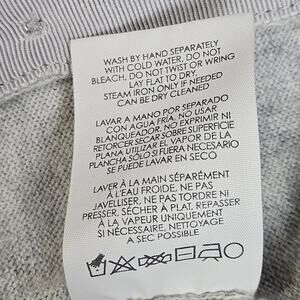 WASH BY HAND SEPARATELY
WITH COLD WATER, DO NOT
BLEACH, DO NOT TWIST OR WRING
LAY FLAT TO DRY.
STEAM IRON ONLY IF NEEDED
CAN BE DRY CLEANED
LAVAR A MANO POR SEPARADO
CON AGUA FRIA, NO USAR
BLANQUEADOR, NO EXPRIMIR NI
RETORCER SECAR SOBRE SUPERFICIE
PLANA UTILIZAR EL VAPOR DE LA
PLANCHA SÓLO SI FUERA NECESARIO
SE PUEDE LAVAR EN SECO
LAVER À LA MAIN SÉPARÉMENT
À L'EAU FROIDE, NE PAS
JAVELLISER, NE PAS TORDRE NI
PRESSER, SÉCHER À PLAT, REPASSER
À LA VAPEUR UNIQUEMENT
SI NÉCESSAIRE, NETTOYAGE
A SEC POSSIBLE